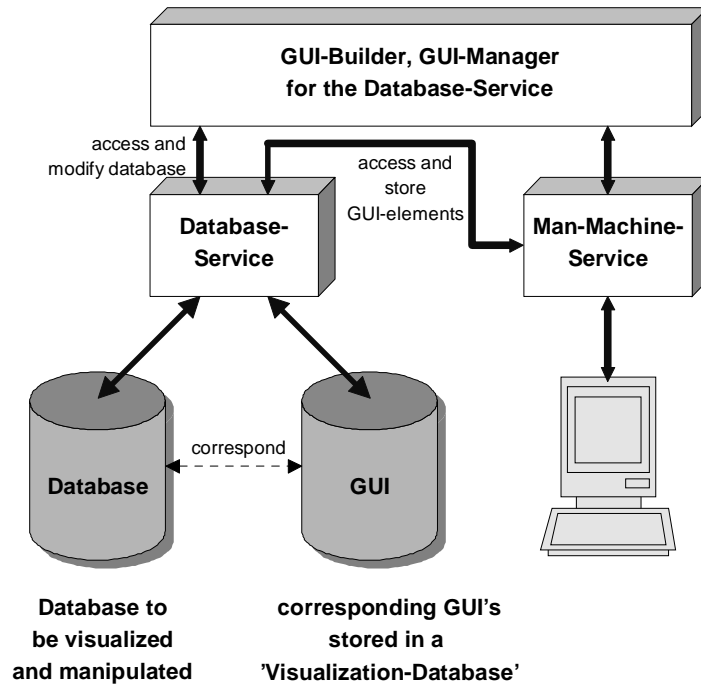 GUI-Builder, GUI-Manager
for the Database-Service
access and
modify database
access and
store
GUI-elements
Database-
Service
Man-Machine-
Service
correspond
Database
GUI
Database to
be visualized
and manipulated
corresponding GUI's
stored in a
'Visualization-Database'